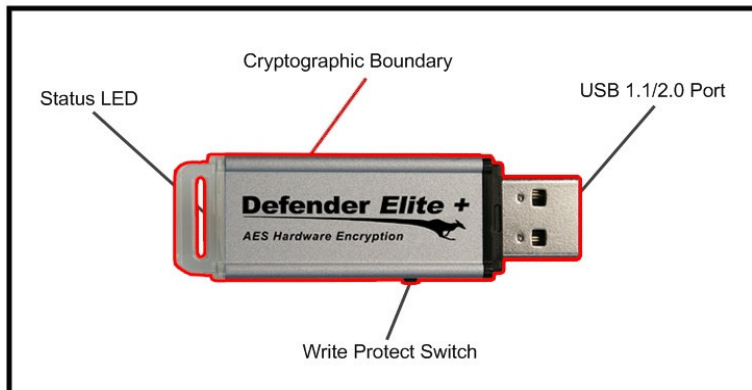 Cryptographic Boundary
Status LED
USB 1.1/2.0 Port
Defender Elite +
AES Hardware Encryption
Write Protect Switch